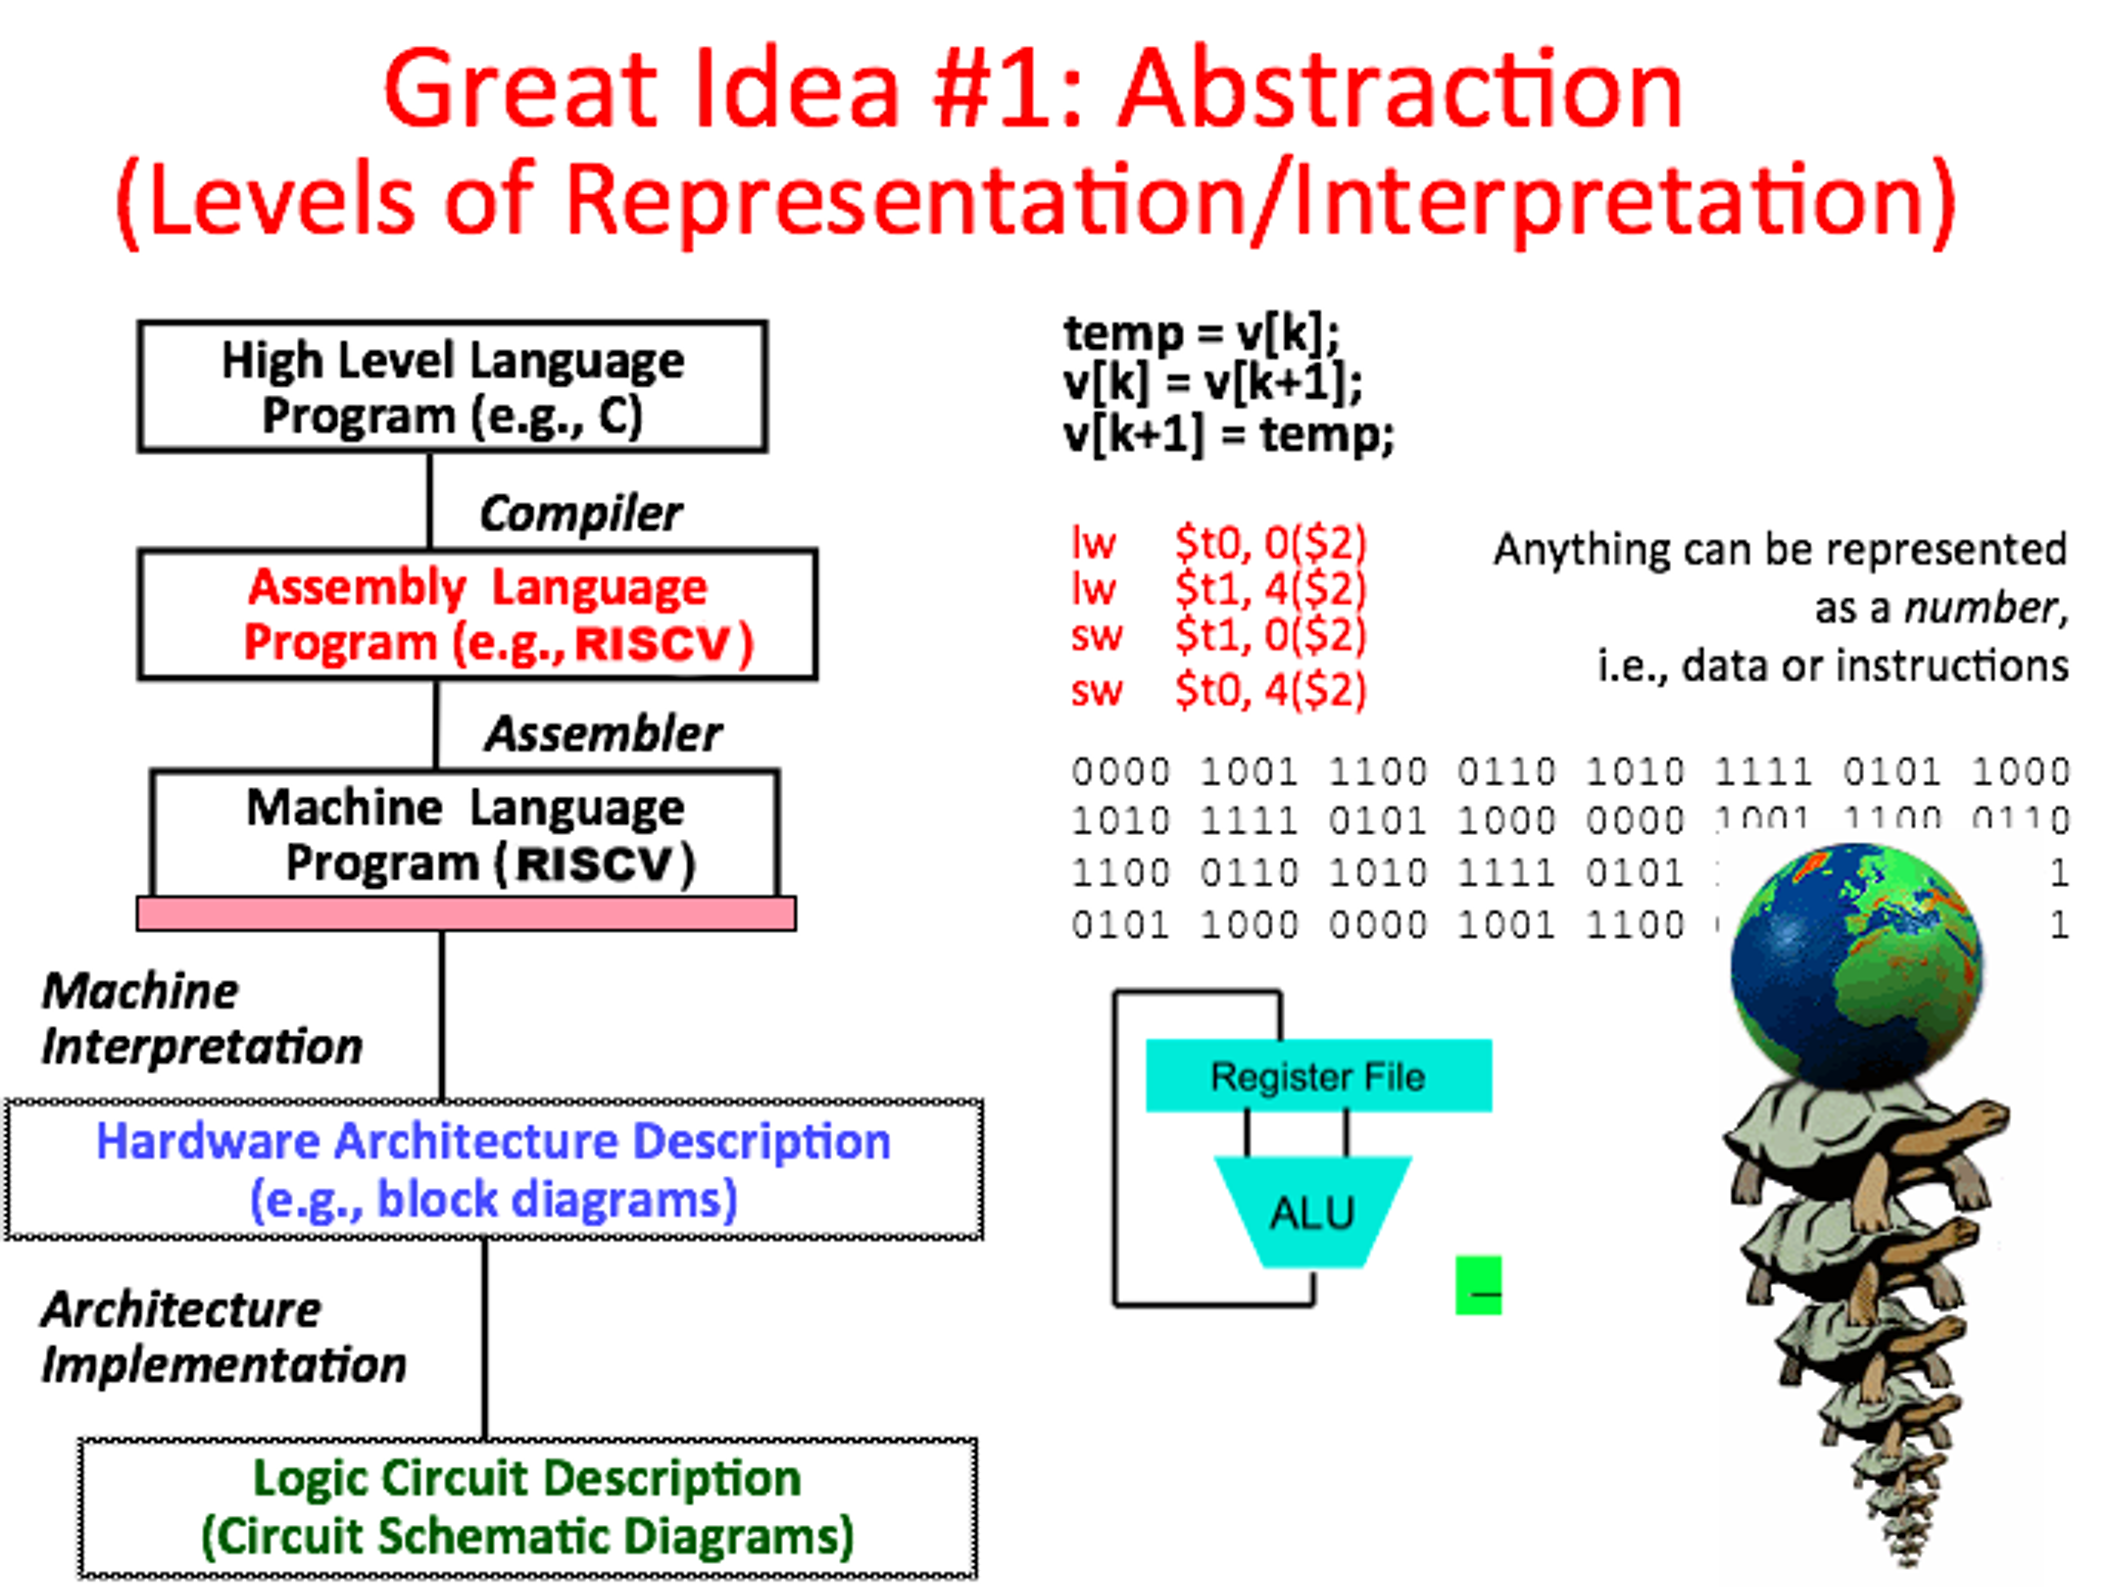 Great Idea #1: Abstraction
(Levels of Representation/Interpretation)
High Level Language
Program (e.g., C)
Compiler
Assembly Language
Program (e.g., RISCV)
Assembler
Machine Language
Program (RISCV)
Machine
Interpretation
Hardware Architecture Description
(e.g., block diagrams)
Architecture
Implementation
Logic Circuit Description
(Circuit Schematic Diagrams)
temp = v[k];
v[k] = v[k+1];
v[k+1] = temp;
lw $t0, 0($2)
lw $t1, 4($2)
sw $t1, 0($2)
sw $t0, 4($2)
Anything can be represented
as a number,
i.e., data or instructions
0000 1001 1100 0110 1010 1111 0101 1000
1010 1111 0101 1000 0000 1001 1100 0110
1100 0110 1010 1111 0101 1
0101 1000 0000 1001 1100 1
Register File
ALU